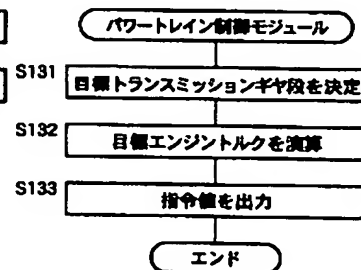 パワートレイン制御モジュール
S131
目標トランスミッションギヤ段を決定
S132
目標エンジントルクを演算
S133
指令値を出力
エンド